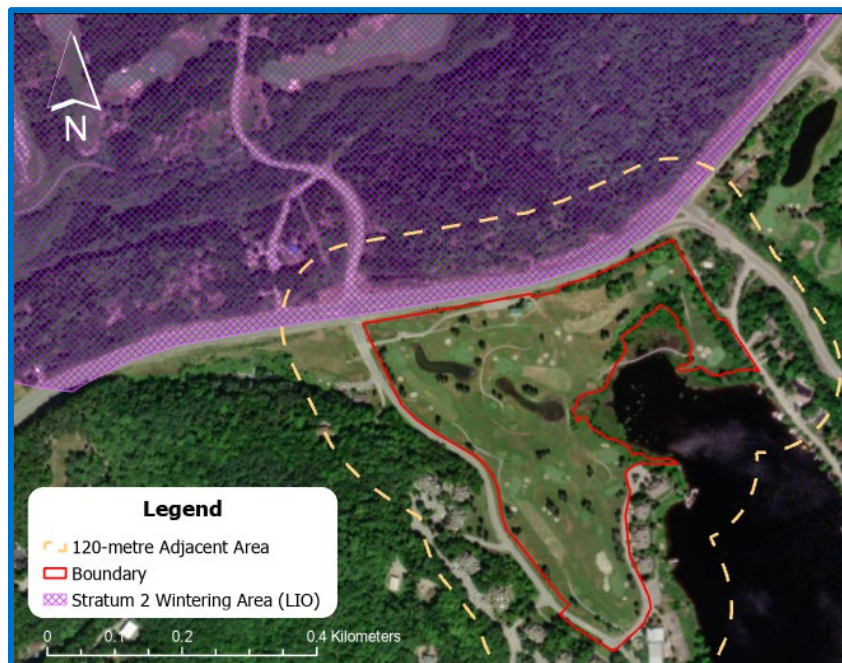 N
Legend
120-metre Adjacent Area
Boundary
Stratum 2 Wintering Area (LIO)
0 0.1 0.2 0.4 Kilometers